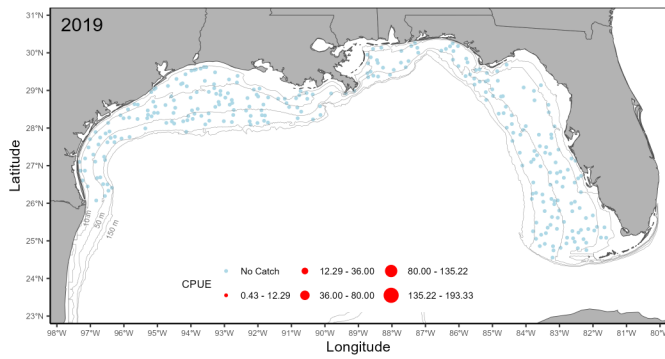 2019
31°N
30°N
29°N
28°N
27°N
26°N
25°N
24°N
23°N
Latitude
10 m
50 m
150 m
CPUE
No Catch
12.29 - 36.00
80.00 - 135.22
0.43 - 12.29
36.00 - 80.00
135.22 - 193.33
98°W 97°W 96°W 95°W 94°W 93°W 92°W 91°W 90°W 89°W 88°W 87°W 86°W 85°W 84°W 83°W 82°W 81°W 80°W
Longitude